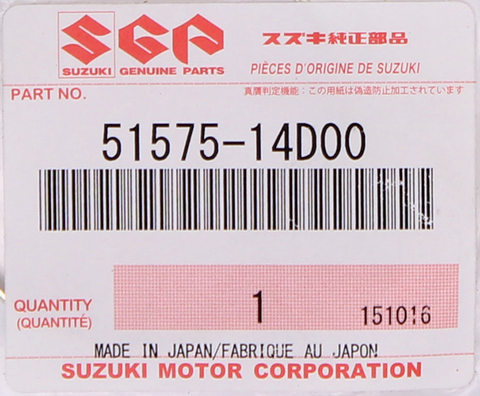 SGP
SUZUKI GENUINE PARTS
スズキ純正部品
PIÈCES D'ORIGINE DE SUZUKI
PART NO.
真贋判定機能:この用紙は偽造防止加工されています
51575-14D00
QUANTITY
(QUANTITÉ)
1
151016
MADE IN JAPAN/FABRIQUE AU JAPON
SUZUKI MOTOR CORPORATION